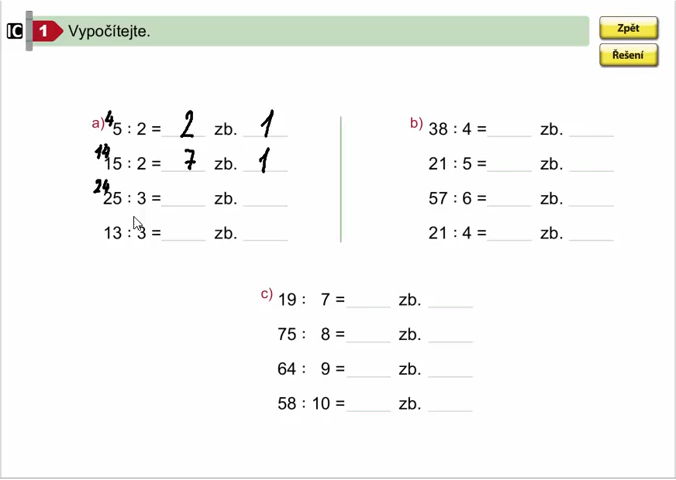 IC 1 Vypočítejte.
Zpět
Řešení
a) 4 5 : 2 = 2 zb. 1
14 15 : 2 = 7 zb. 1
24 25 : 3 = zb.
13 : 3 = zb.
b) 38 : 4 = zb.
21 : 5 = zb.
57 : 6 = zb.
21 : 4 = zb.
c) 19 : 7 = zb.
75 : 8 = zb.
64 : 9 = zb.
58 : 10 = zb.